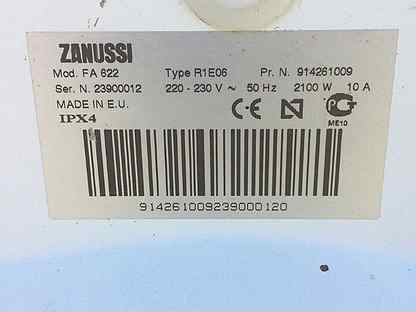 ZANUSSI
Mod. FA 622 Type R1E06 Pr. N. 914261009
Ser. N. 23900012 220 - 230 V ~ 50 Hz 2100 W 10 A
MADE IN E.U. CE
IPX4 ME10
914261009239000120